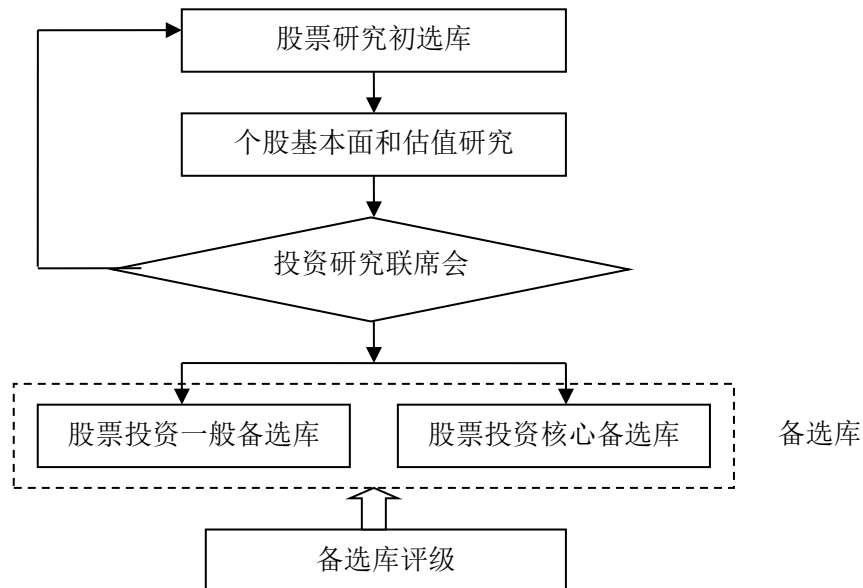 股票研究初选库
个股基本面和估值研究
投资研究联席会
股票投资一般备选库
股票投资核心备选库
备选库
备选库评级